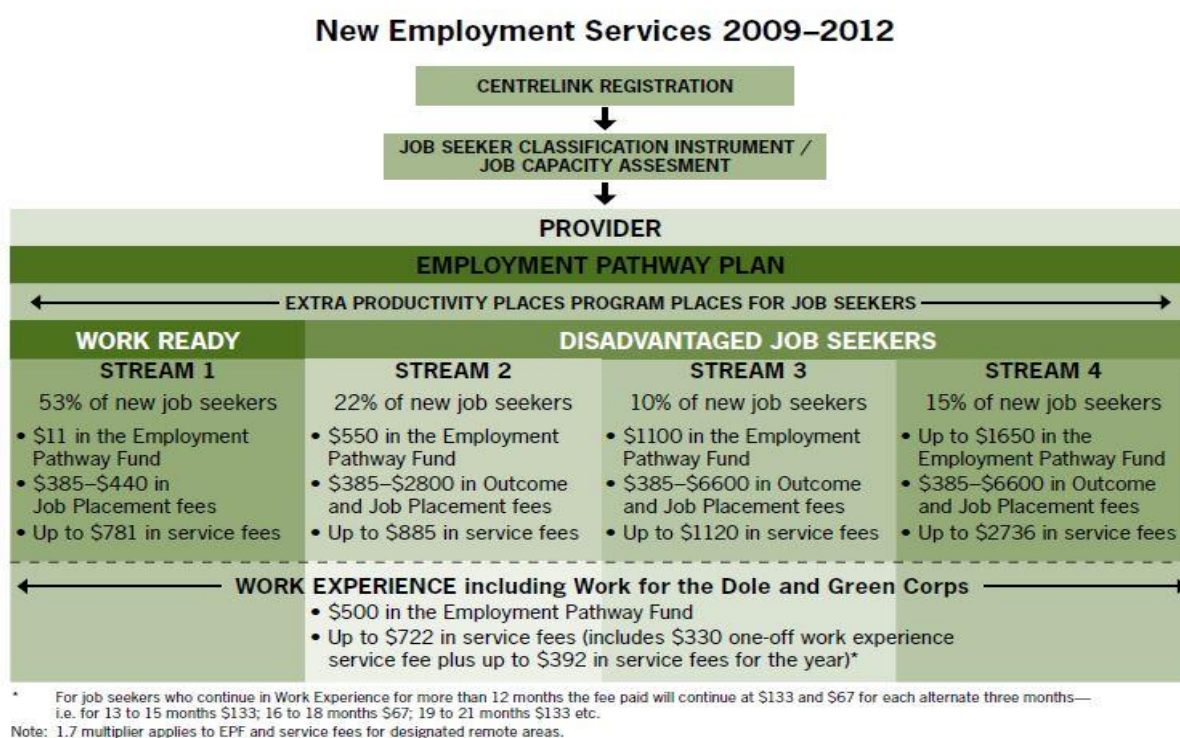 New Employment Services 2009–2012
CENTRELINK REGISTRATION
JOB SEEKER CLASSIFICATION INSTRUMENT /
JOB CAPACITY ASSESMENT
PROVIDER
EMPLOYMENT PATHWAY PLAN
EXTRA PRODUCTIVITY PLACES PROGRAM PLACES FOR JOB SEEKERS
WORK READY
DISADVANTAGED JOB SEEKERS
STREAM 1
53% of new job seekers
• $11 in the Employment
Pathway Fund
• $385–$440 in
Job Placement fees
• Up to $781 in service fees
STREAM 2
22% of new job seekers
• $550 in the Employment
Pathway Fund
• $385–$2800 in Outcome
and Job Placement fees
• Up to $885 in service fees
STREAM 3
10% of new job seekers
• $1100 in the Employment
Pathway Fund
• $385–$6600 in Outcome
and Job Placement fees
• Up to $1120 in service fees
STREAM 4
15% of new job seekers
• Up to $1650 in the
Employment Pathway Fund
• $385–$6600 in Outcome
and Job Placement fees
• Up to $2736 in service fees
WORK EXPERIENCE including Work for the Dole and Green Corps
• $500 in the Employment Pathway Fund
• Up to $722 in service fees (includes $330 one-off work experience
service fee plus up to $392 in service fees for the year)*
* For job seekers who continue in Work Experience for more than 12 months the fee paid will continue at $133 and $67 for each alternate three months—
i.e. for 13 to 15 months $133; 16 to 18 months $67; 19 to 21 months $133 etc.
Note: 1.7 multiplier applies to EPF and service fees for designated remote areas.